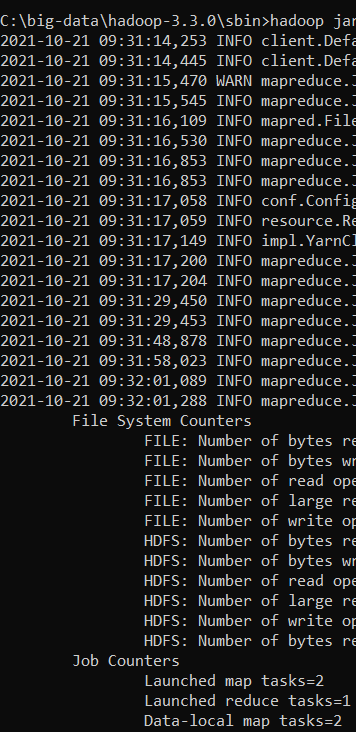 C:\big-data\hadoop-3.3.0\sbin>hadoop jar
2021-10-21 09:31:14,253 INFO client.Defa
2021-10-21 09:31:14,445 INFO client.Defa
2021-10-21 09:31:15,470 WARN mapreduce.J
2021-10-21 09:31:15,545 INFO mapreduce.J
2021-10-21 09:31:16,109 INFO mapred.File
2021-10-21 09:31:16,530 INFO mapreduce.J
2021-10-21 09:31:16,853 INFO mapreduce.J
2021-10-21 09:31:16,853 INFO mapreduce.J
2021-10-21 09:31:17,058 INFO conf.Config
2021-10-21 09:31:17,059 INFO resource.Re
2021-10-21 09:31:17,149 INFO impl.YarnCl
2021-10-21 09:31:17,200 INFO mapreduce.J
2021-10-21 09:31:17,204 INFO mapreduce.J
2021-10-21 09:31:29,450 INFO mapreduce.J
2021-10-21 09:31:29,453 INFO mapreduce.J
2021-10-21 09:31:48,878 INFO mapreduce.J
2021-10-21 09:31:58,023 INFO mapreduce.J
2021-10-21 09:32:01,089 INFO mapreduce.J
2021-10-21 09:32:01,288 INFO mapreduce.J
File System Counters
FILE: Number of bytes re
FILE: Number of bytes wr
FILE: Number of read ope
FILE: Number of large re
FILE: Number of write op
HDFS: Number of bytes re
HDFS: Number of bytes wr
HDFS: Number of read ope
HDFS: Number of large re
HDFS: Number of write op
HDFS: Number of bytes re
Job Counters
Launched map tasks=2
Launched reduce tasks=1
Data-local map tasks=2